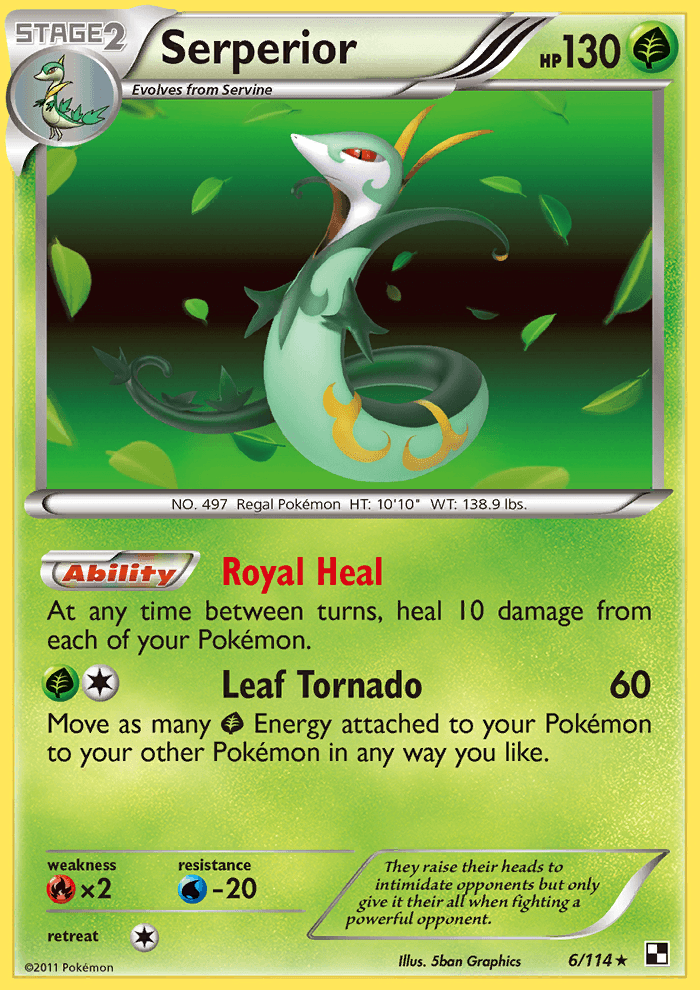 STAGE2
Serperior
HP130
Evolves from Servine
NO. 497 Regal Pokémon HT: 10'10" WT: 138.9 lbs.
Ability Royal Heal
At any time between turns, heal 10 damage from
each of your Pokémon.
Leaf Tornado 60
Move as many Energy attached to your Pokémon
to your other Pokémon in any way you like.
weakness
×2
resistance
-20
retreat
They raise their heads to
intimidate opponents but only
give it their all when fighting a
powerful opponent.
©2011 Pokémon
Illus. 5ban Graphics
6/114★